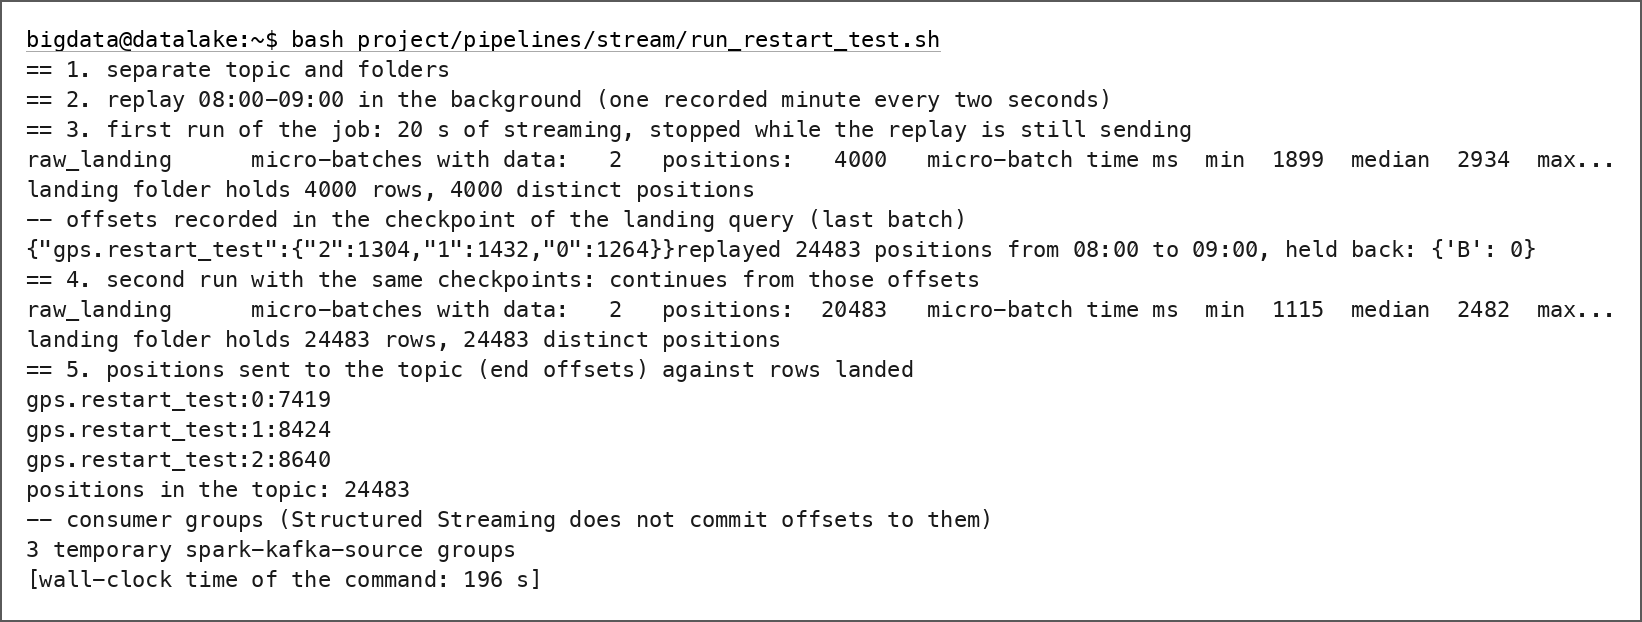 bigdata@datalake:~$ bash project/pipelines/stream/run_restart_test.sh
== 1. separate topic and folders
== 2. replay 08:00-09:00 in the background (one recorded minute every two seconds)
== 3. first run of the job: 20 s of streaming, stopped while the replay is still sending
raw_landing      micro-batches with data:   2   positions:   4000   micro-batch time ms  min  1899  median  2934  max...
landing folder holds 4000 rows, 4000 distinct positions
-- offsets recorded in the checkpoint of the landing query (last batch)
{"gps.restart_test":{"2":1304,"1":1432,"0":1264}}replayed 24483 positions from 08:00 to 09:00, held back: {'B': 0}
== 4. second run with the same checkpoints: continues from those offsets
raw_landing      micro-batches with data:   2   positions:  20483   micro-batch time ms  min  1115  median  2482  max...
landing folder holds 24483 rows, 24483 distinct positions
== 5. positions sent to the topic (end offsets) against rows landed
gps.restart_test:0:7419
gps.restart_test:1:8424
gps.restart_test:2:8640
positions in the topic: 24483
-- consumer groups (Structured Streaming does not commit offsets to them)
3 temporary spark-kafka-source groups
[wall-clock time of the command: 196 s]